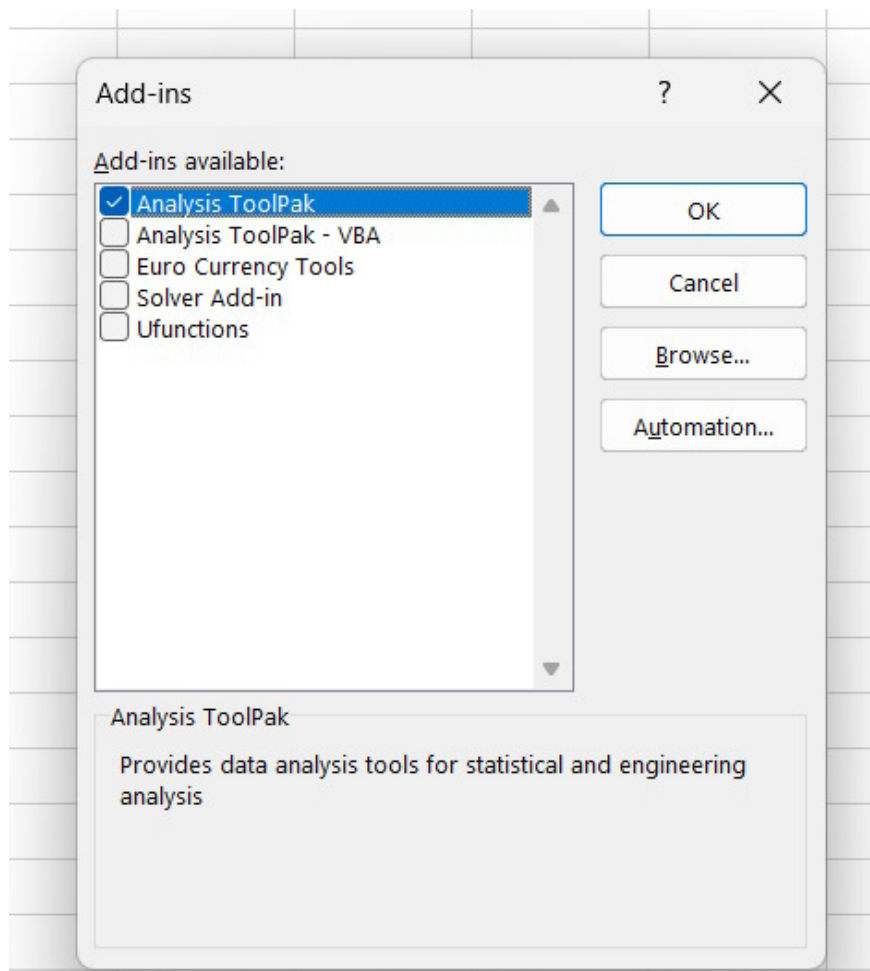 Add-ins
?
Add-ins available:
Analysis ToolPak
Analysis ToolPak - VBA
Euro Currency Tools
Solver Add-in
Ufunctions
OK
Cancel
Browse...
Automation...
Analysis ToolPak
Provides data analysis tools for statistical and engineering
analysis